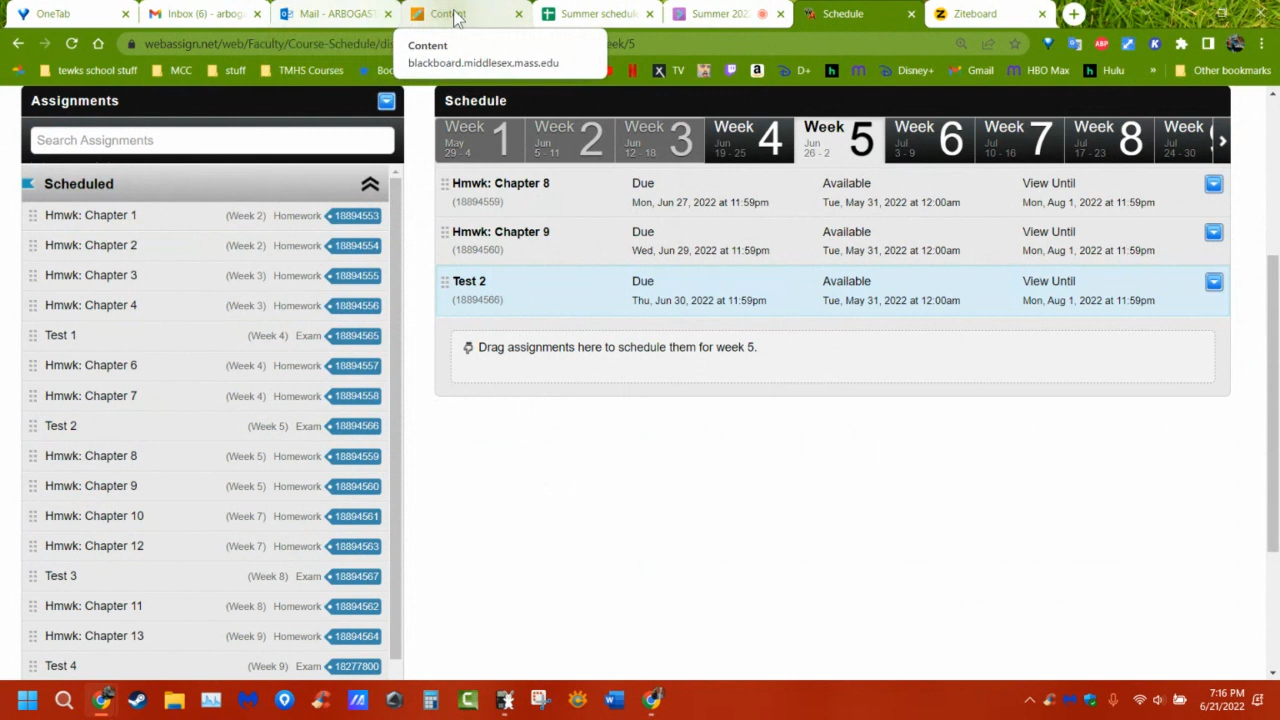 OneTab
Inbox (6) - arbog
Mail - ARBOGAS
Content
Summer schedule
Summer 202
Schedule
Ziteboard
webassign.net/web/Faculty/Course-Schedule/dis
eek/5
Content
blackboard.middlesex.mass.edu
tewks school stuff
MCC
stuff
TMHS Courses
Boo
TV
D+
Disney+
Gmail
HBO Max
Hulu
»
Other bookmarks
Assignments
Search Assignments
Scheduled
Hmwk: Chapter 1 (Week 2) Homework 18894553
Hmwk: Chapter 2 (Week 2) Homework 18894554
Hmwk: Chapter 3 (Week 3) Homework 18894555
Hmwk: Chapter 4 (Week 3) Homework 18894556
Test 1 (Week 4) Exam 18894565
Hmwk: Chapter 6 (Week 4) Homework 18894557
Hmwk: Chapter 7 (Week 4) Homework 18894558
Test 2 (Week 5) Exam 18894566
Hmwk: Chapter 8 (Week 5) Homework 18894559
Hmwk: Chapter 9 (Week 5) Homework 18894560
Hmwk: Chapter 10 (Week 7) Homework 18894561
Hmwk: Chapter 12 (Week 7) Homework 18894563
Test 3 (Week 8) Exam 18894567
Hmwk: Chapter 11 (Week 8) Homework 18894562
Hmwk: Chapter 13 (Week 9) Homework 18894564
Test 4 (Week 9) Exam 18277800
Schedule
Week 1 May 29 - 4
Week 2 Jun 5 - 11
Week 3 Jun 12 - 18
Week 4 Jun 19 - 25
Week 5 Jun 26 - 2
Week 6 Jul 3 - 9
Week 7 Jul 10 - 16
Week 8 Jul 17 - 23
Week Jul 24 - 30
Hmwk: Chapter 8 Due Available View Until
(18894559) Mon, Jun 27, 2022 at 11:59pm Tue, May 31, 2022 at 12:00am Mon, Aug 1, 2022 at 11:59pm
Hmwk: Chapter 9 Due Available View Until
(18894560) Wed, Jun 29, 2022 at 11:59pm Tue, May 31, 2022 at 12:00am Mon, Aug 1, 2022 at 11:59pm
Test 2 Due Available View Until
(18894566) Thu, Jun 30, 2022 at 11:59pm Tue, May 31, 2022 at 12:00am Mon, Aug 1, 2022 at 11:59pm
Drag assignments here to schedule them for week 5.
7:16 PM
6/21/2022